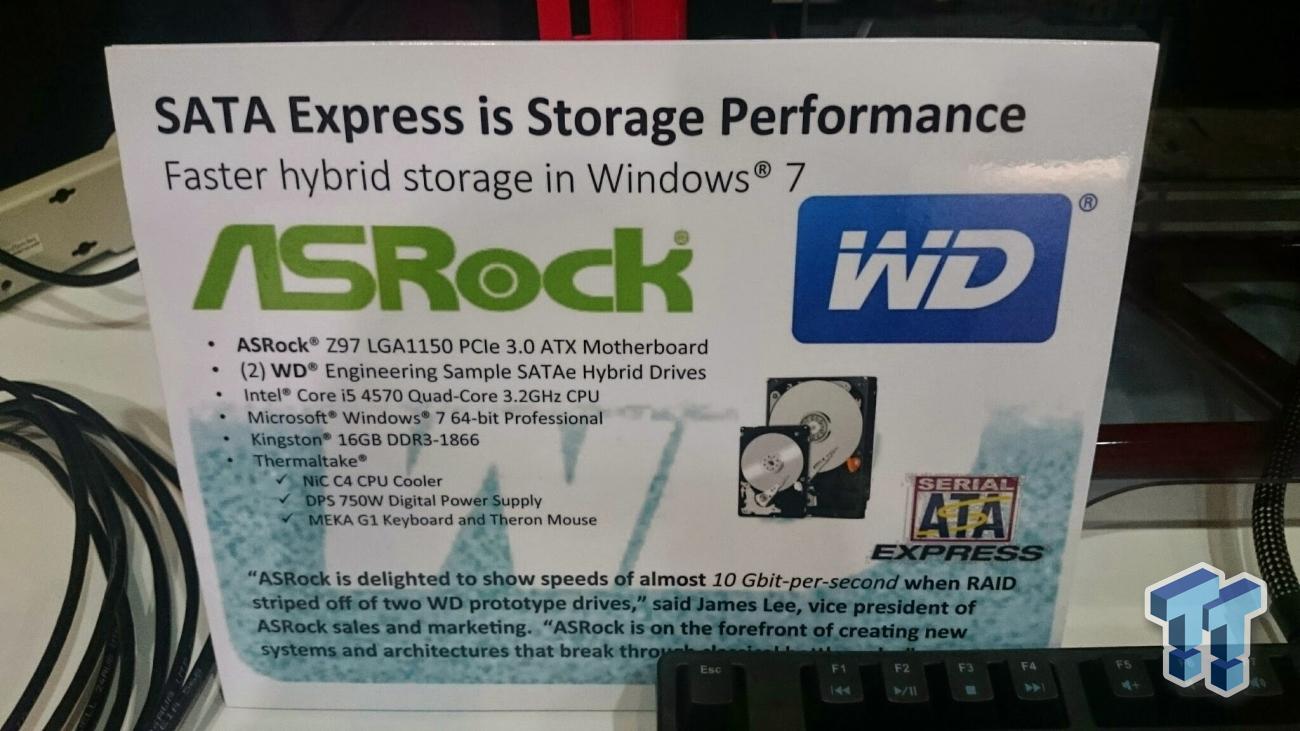 SATA Express is Storage Performance
Faster hybrid storage in Windows® 7
ASRock®
WD®
• ASRock® Z97 LGA1150 PCIe 3.0 ATX Motherboard
• (2) WD® Engineering Sample SATAe Hybrid Drives
• Intel® Core i5 4570 Quad-Core 3.2GHz CPU
• Microsoft® Windows® 7 64-bit Professional
• Kingston® 16GB DDR3-1866
• Thermaltake®
✓ NiC C4 CPU Cooler
✓ DPS 750W Digital Power Supply
✓ MEKA G1 Keyboard and Theron Mouse
SERIAL
ATA
EXPRESS
“ASRock is delighted to show speeds of almost 10 Gbit-per-second when RAID
striped off of two WD prototype drives,” said James Lee, vice president of
ASRock sales and marketing. “ASRock is on the forefront of creating new
systems and architectures that break through
Esc F1 F2 F3 F4 F5